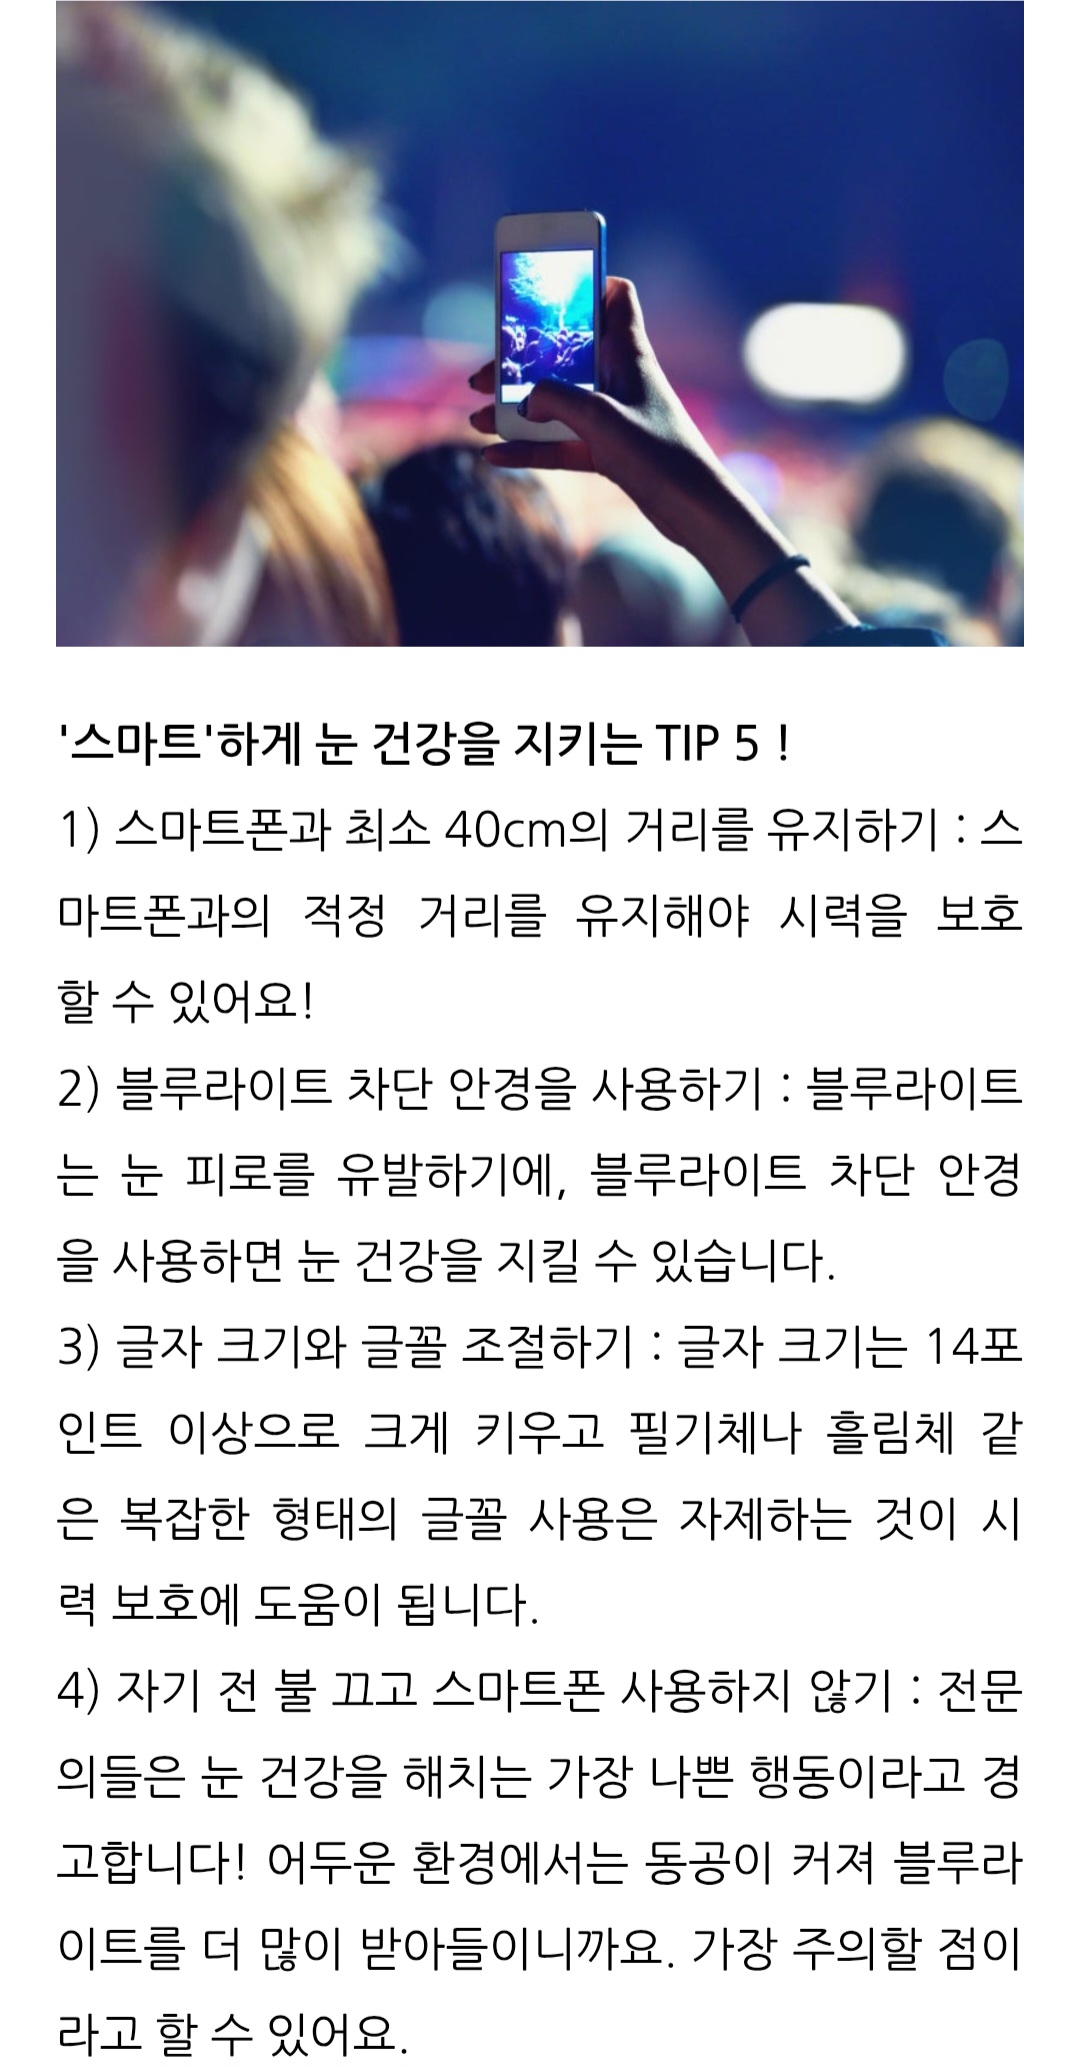 '스마트'하게 눈 건강을 지키는 TIP 5 !
1) 스마트폰과 최소 40cm의 거리를 유지하기 : 스
마트폰과의 적정 거리를 유지해야 시력을 보호
할 수 있어요!
2) 블루라이트 차단 안경을 사용하기 : 블루라이트
는 눈 피로를 유발하기에, 블루라이트 차단 안경
을 사용하면 눈 건강을 지킬 수 있습니다.
3) 글자 크기와 글꼴 조절하기 : 글자 크기는 14포
인트 이상으로 크게 키우고 필기체나 흘림체 같
은 복잡한 형태의 글꼴 사용은 자제하는 것이 시
력 보호에 도움이 됩니다.
4) 자기 전 불 끄고 스마트폰 사용하지 않기 : 전문
의들은 눈 건강을 해치는 가장 나쁜 행동이라고 경
고합니다! 어두운 환경에서는 동공이 커져 블루라
이트를 더 많이 받아들이니까요. 가장 주의할 점이
라고 할 수 있어요.